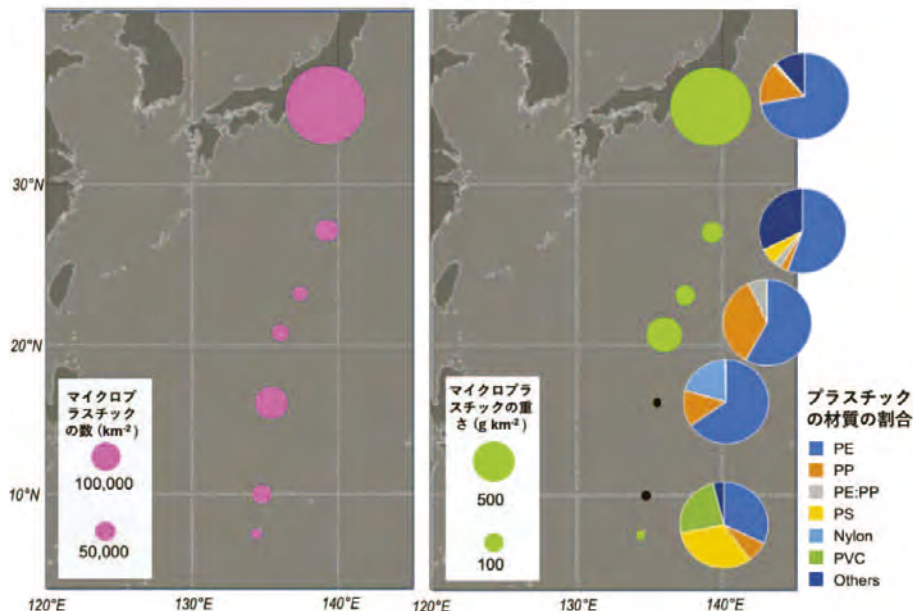 30°N
20°N
10°N
マイクロプ
ラスチック
の数 (km⁻²)
100,000
50,000
120°E
130°E
140°E
マイクロプラ
スチックの重
さ (g km⁻²)
500
100
120°E
130°E
140°E
プラスチック
の材質の割合
PE
PP
PE:PP
PS
Nylon
PVC
Others